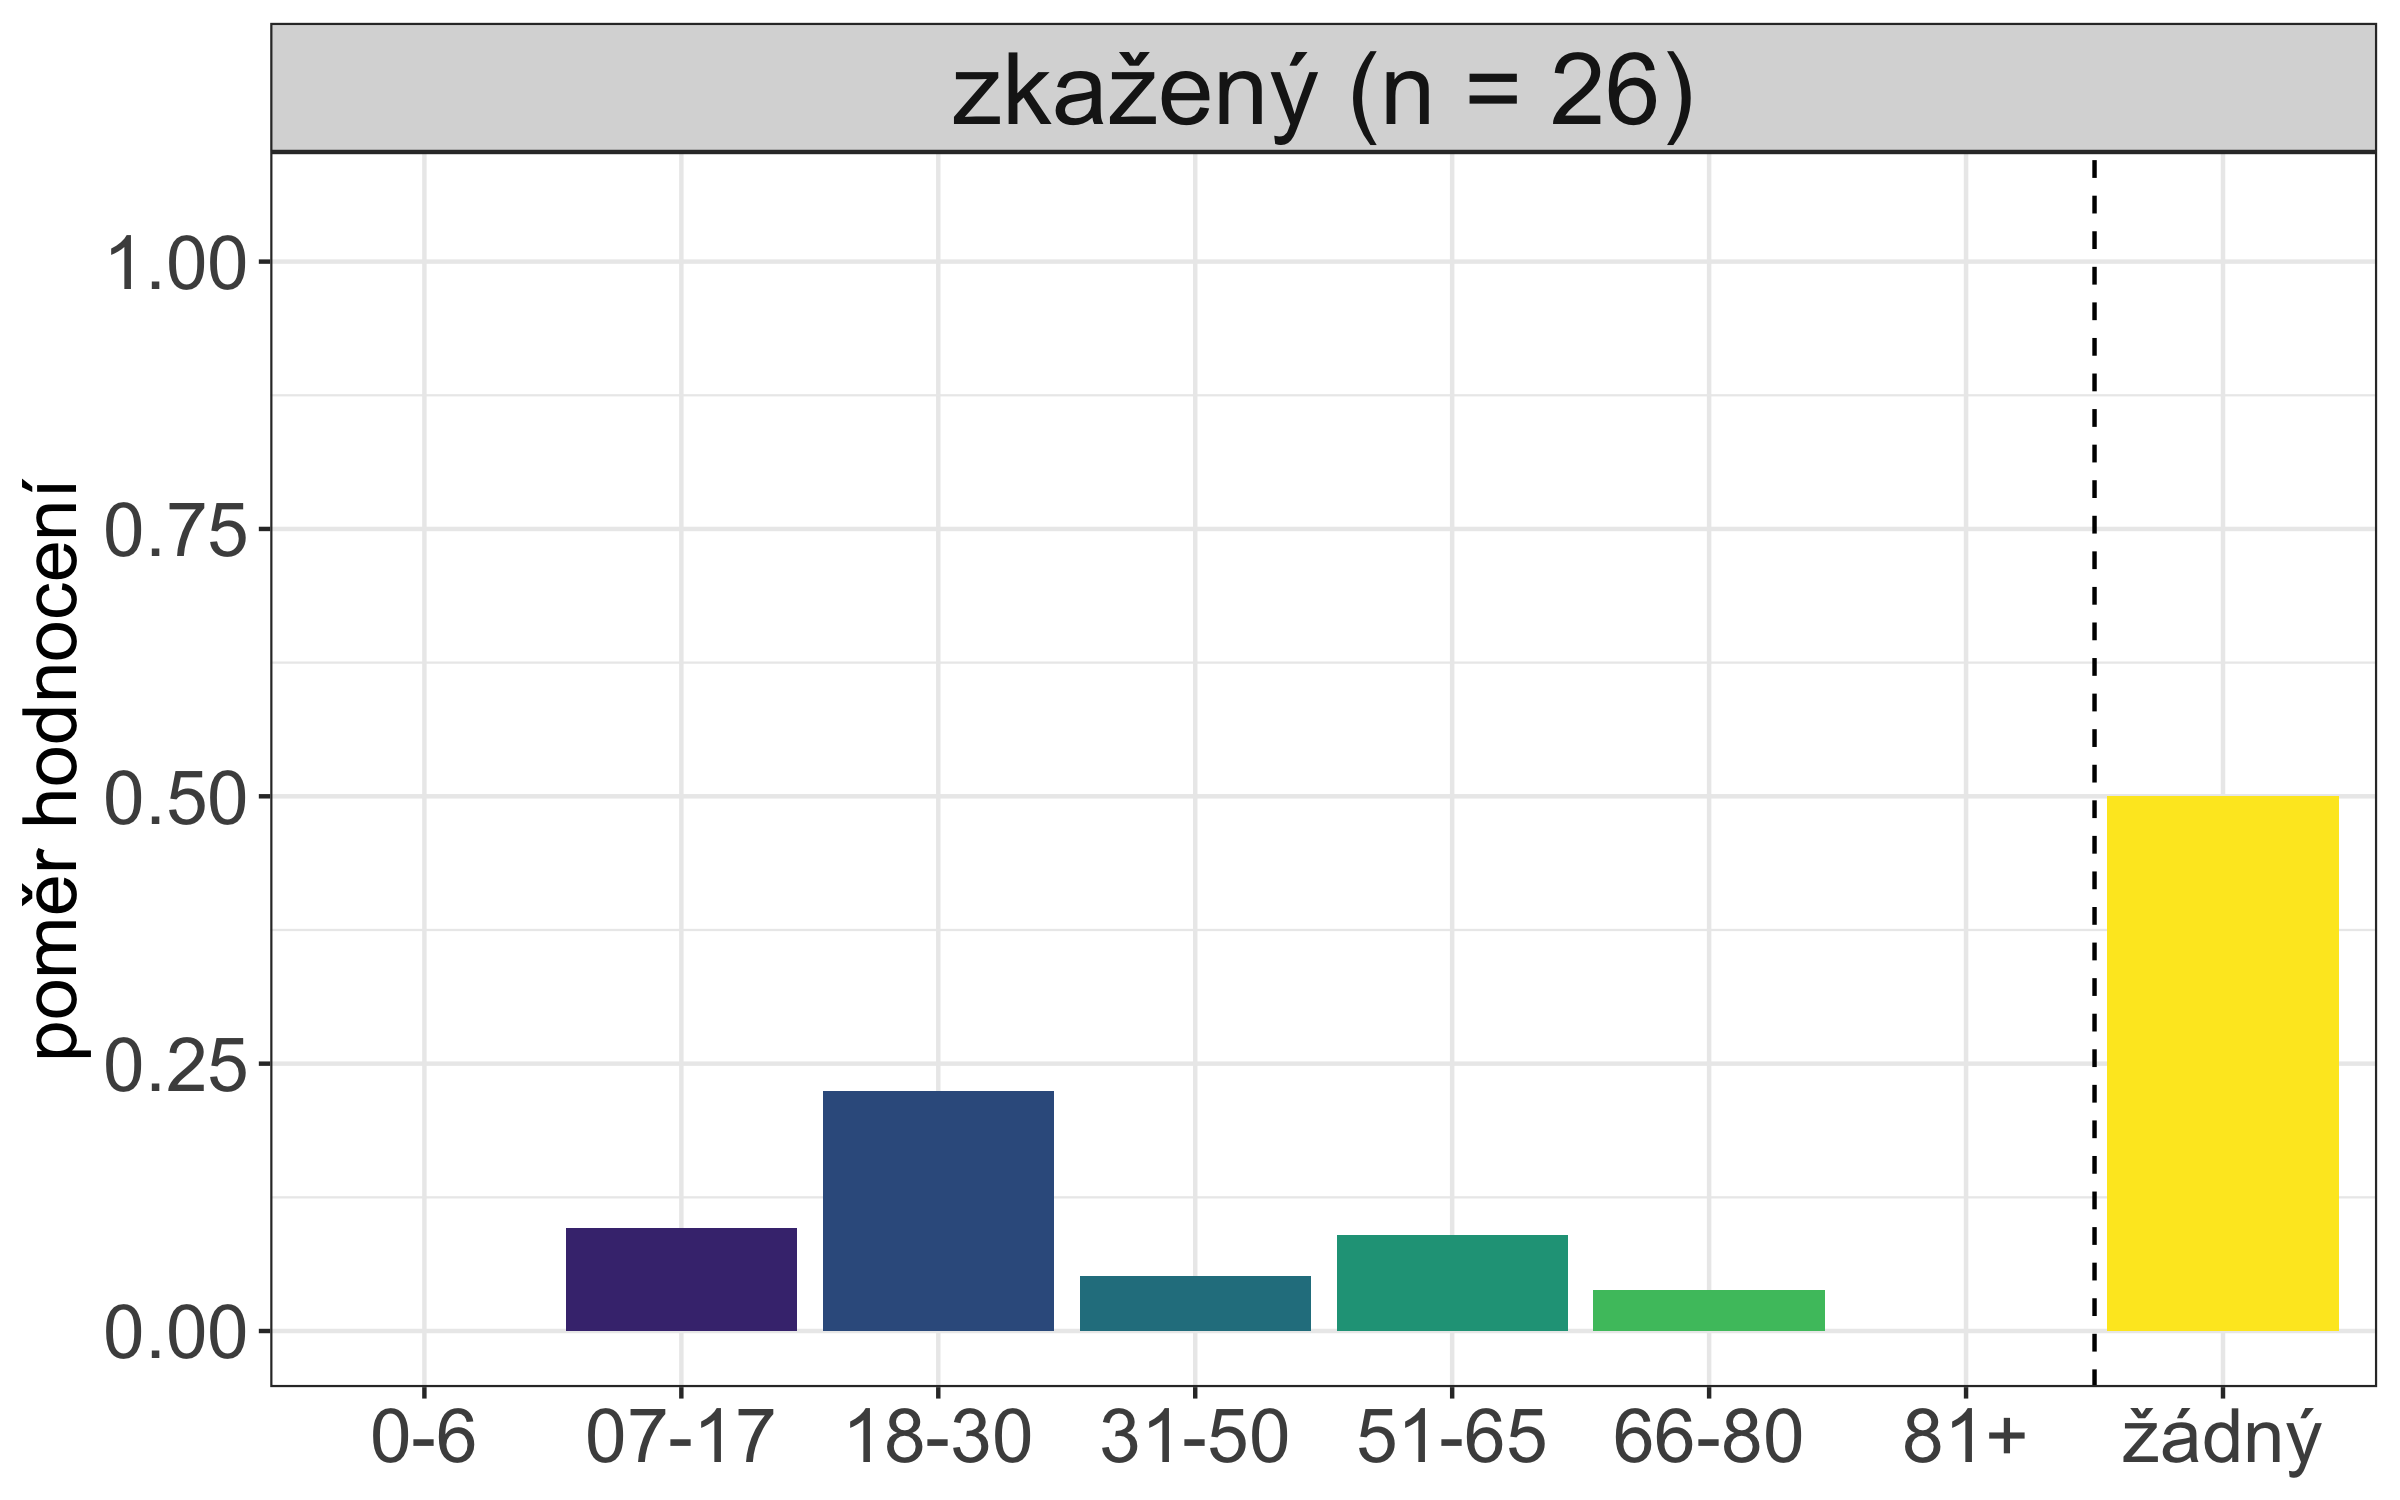 zkažený (n = 26)
poměr hodnocení
1.00
0.75
0.50
0.25
0.00
0-6 07-17 18-30 31-50 51-65 66-80 81+ žádný